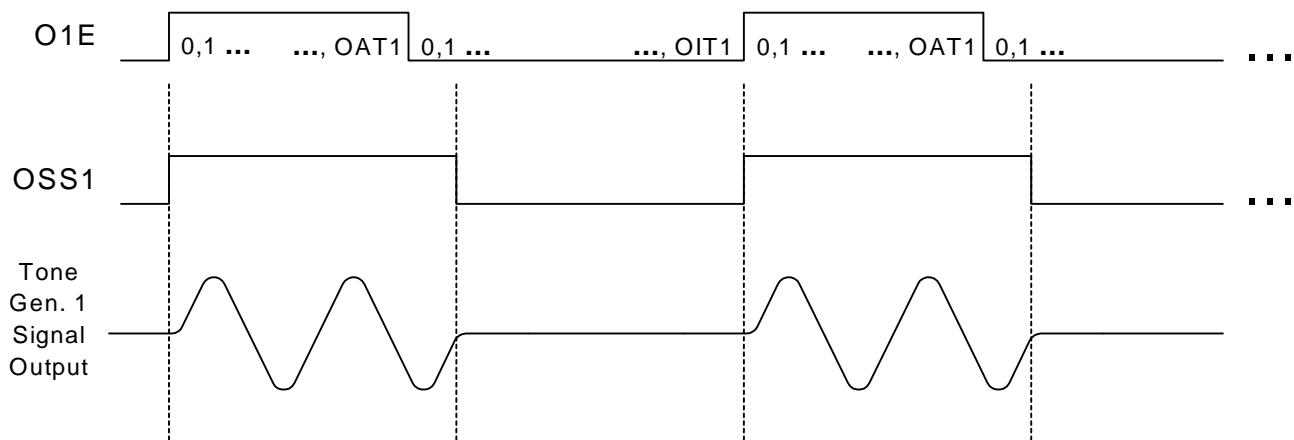 O1E
0,1 ... ..., OAT1 0,1 ... ..., OIT1 0,1 ... ..., OAT1 0,1 ... ...
OSS1 ...
Tone
Gen. 1
Signal
Output